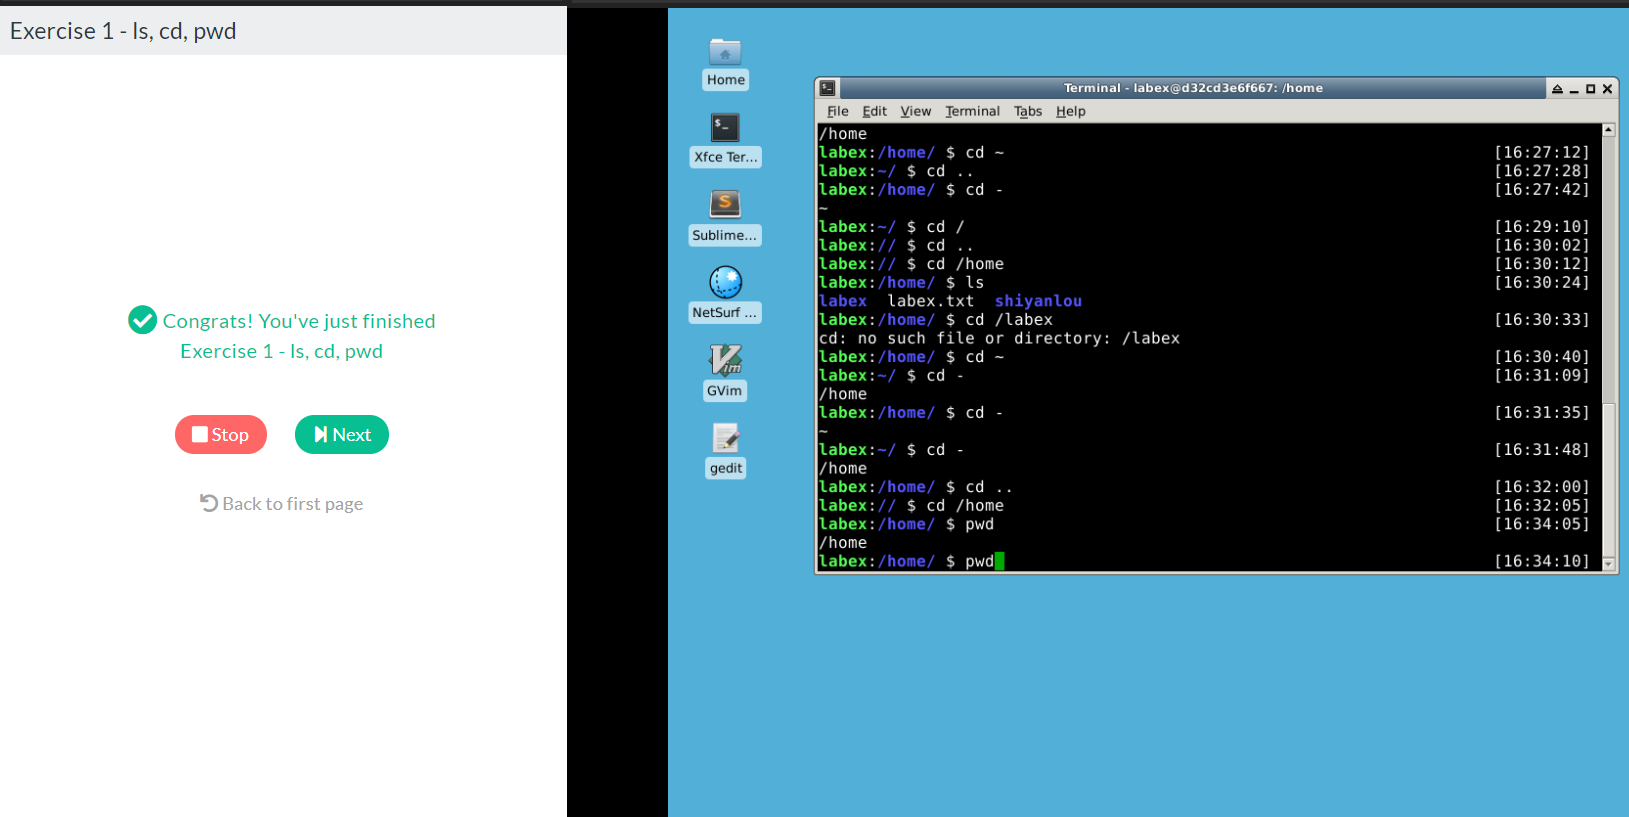 Exercise 1 - ls, cd, pwd
Congrats! You've just finished
Exercise 1 - ls, cd, pwd
Stop
Next
Back to first page
Home
Xfce Ter...
Sublime...
NetSurf ...
GVim
gedit
Terminal - labex@d32cd3e6f667: /home
File Edit View Terminal Tabs Help
/home
labex:/home/ $ cd ~ [16:27:12]
labex:~/ $ cd .. [16:27:28]
labex:/home/ $ cd - [16:27:42]
~
labex:~/ $ cd / [16:29:10]
labex:// $ cd .. [16:30:02]
labex:// $ cd /home [16:30:12]
labex:/home/ $ ls [16:30:24]
labex labex.txt shiyanlou
labex:/home/ $ cd /labex [16:30:33]
cd: no such file or directory: /labex
labex:/home/ $ cd ~ [16:30:40]
labex:~/ $ cd - [16:31:09]
/home
labex:/home/ $ cd - [16:31:35]
~
labex:~/ $ cd - [16:31:48]
/home
labex:/home/ $ cd .. [16:32:00]
labex:// $ cd /home [16:32:05]
labex:/home/ $ pwd [16:34:05]
/home
labex:/home/ $ pwd [16:34:10]